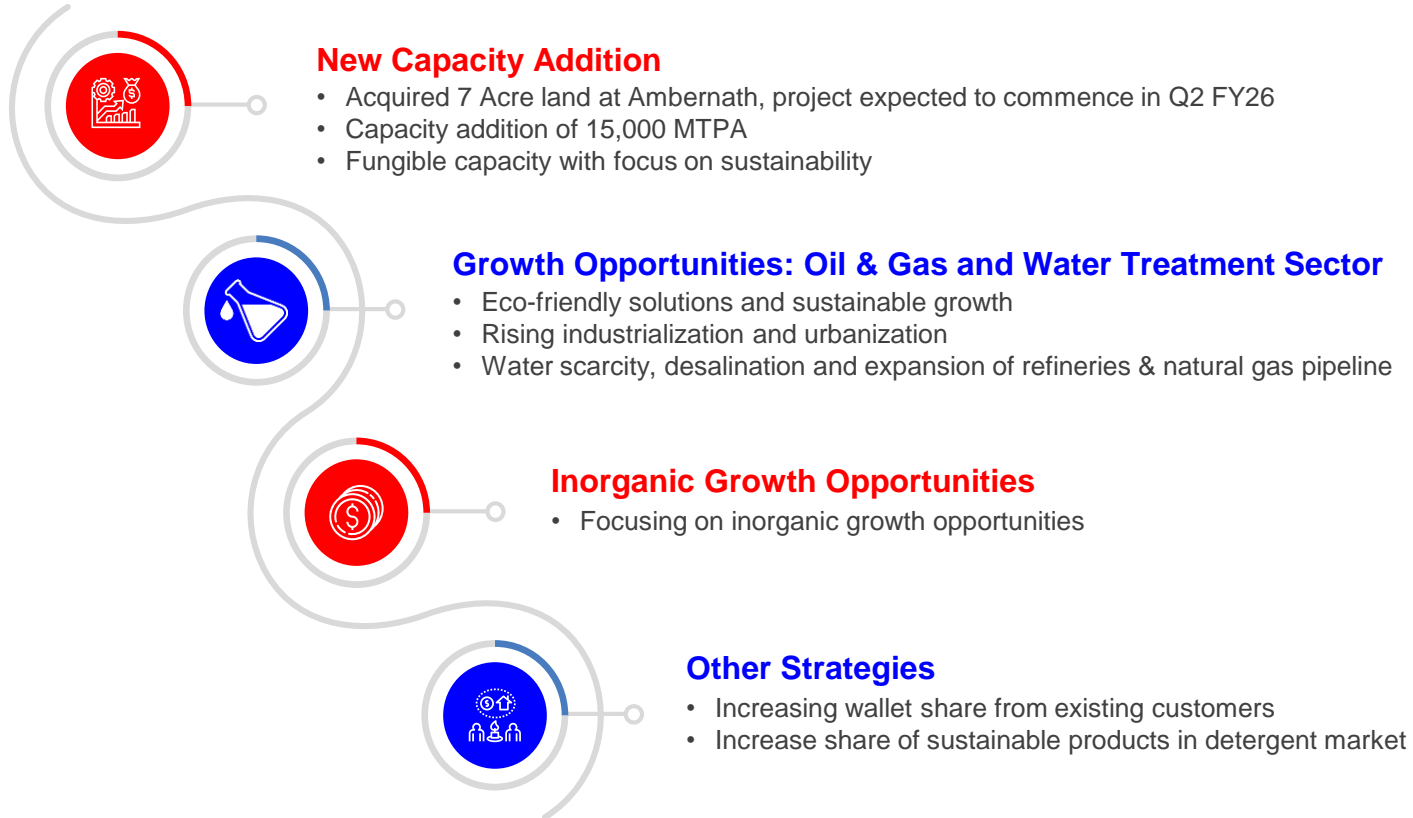 New Capacity Addition
• Acquired 7 Acre land at Ambernath, project expected to commence in Q2 FY26
• Capacity addition of 15,000 MTPA
• Fungible capacity with focus on sustainability
Growth Opportunities: Oil & Gas and Water Treatment Sector
• Eco-friendly solutions and sustainable growth
• Rising industrialization and urbanization
• Water scarcity, desalination and expansion of refineries & natural gas pipeline
Inorganic Growth Opportunities
• Focusing on inorganic growth opportunities
Other Strategies
• Increasing wallet share from existing customers
• Increase share of sustainable products in detergent market